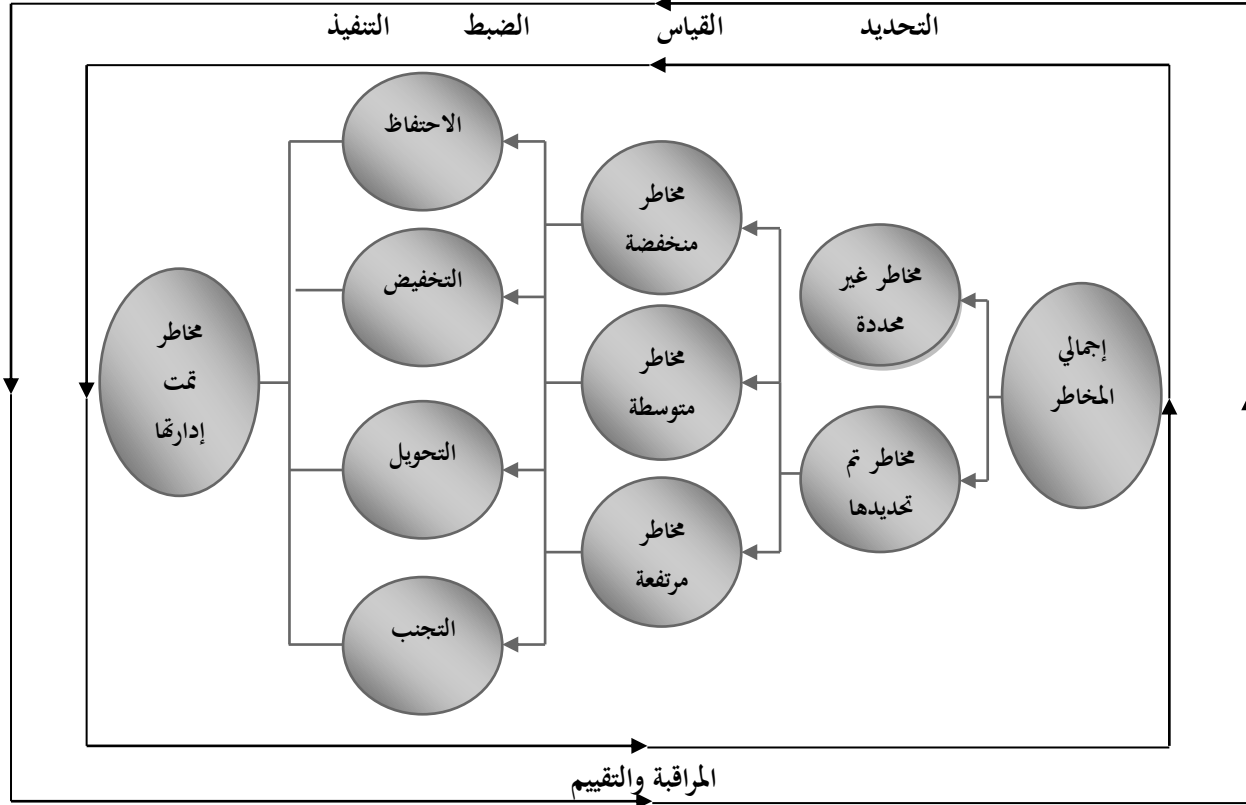 التحديد القياس الضبط التنفيذ
إجمالي
المخاطر
مخاطر غير
محددة
مخاطر تم
تحديدها
مخاطر
منخفضة
مخاطر
متوسطة
مخاطر
مرتفعة
الاحتفاظ
التخفيض
التحويل
التجنب
مخاطر
تمت
إدارتها
المراقبة والتقييم